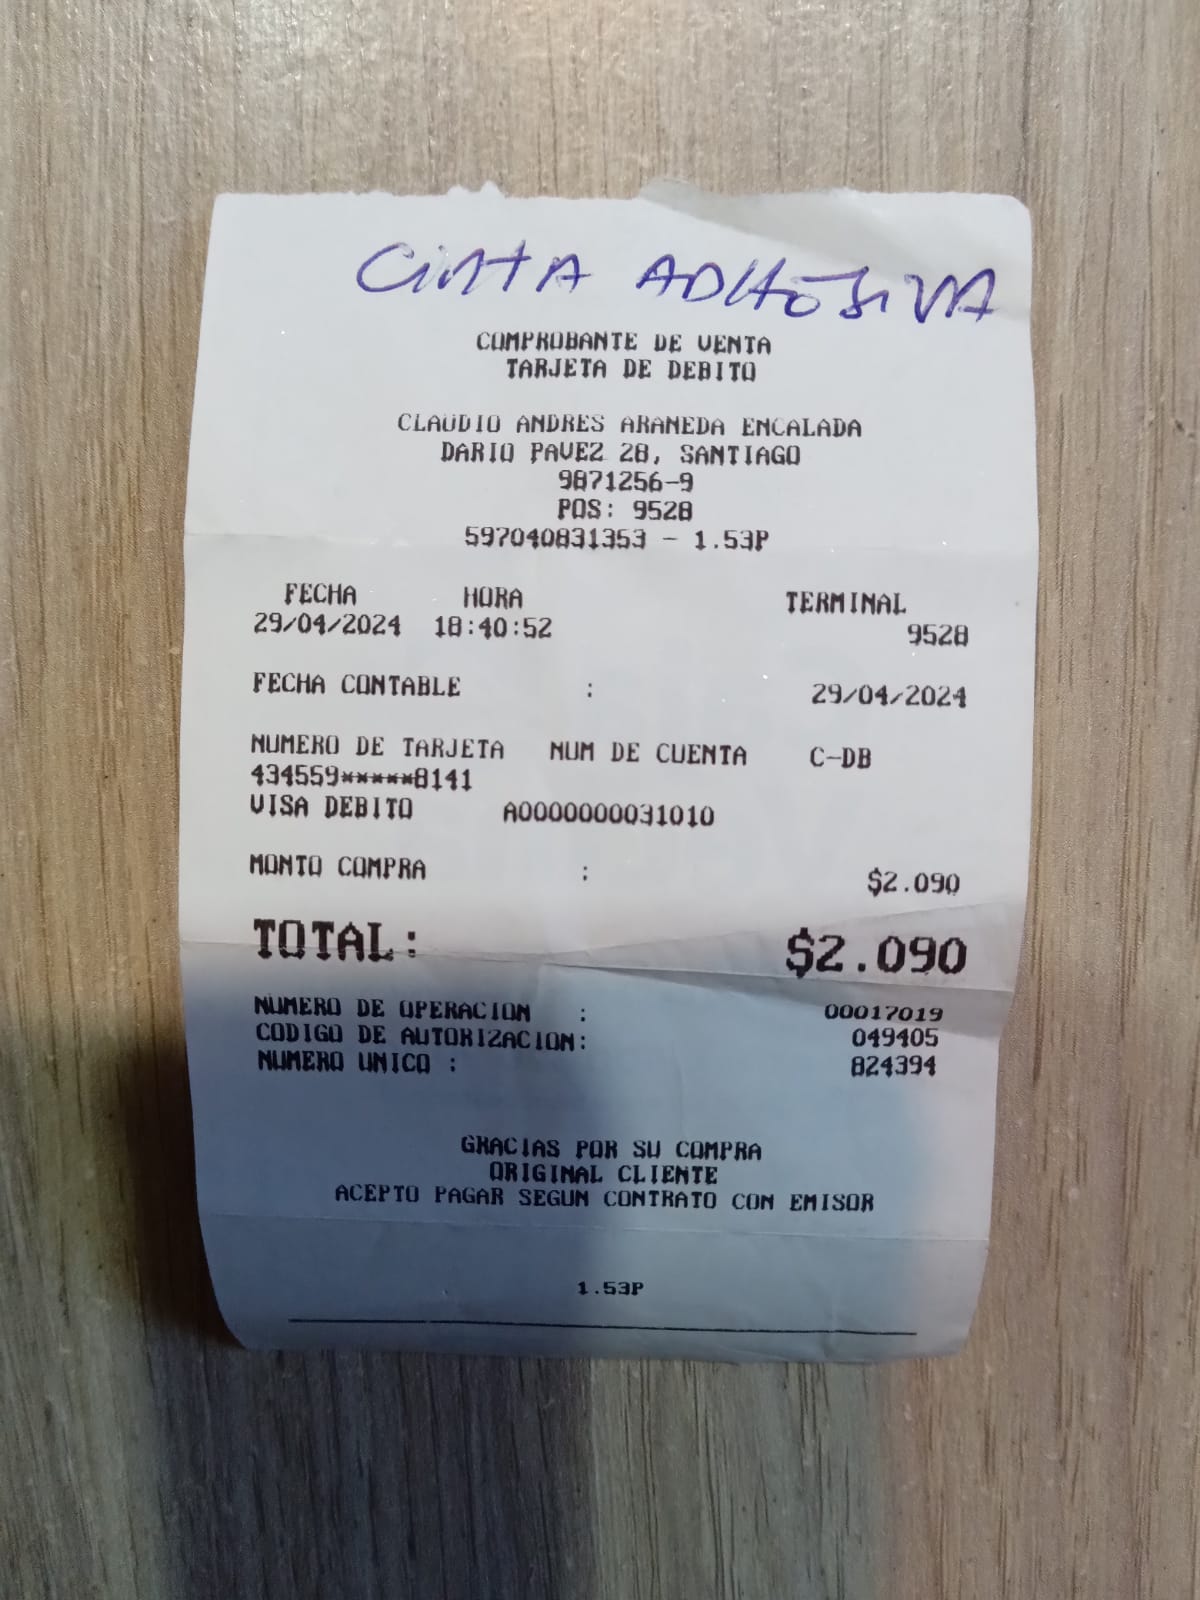 CINTA ADHESIVA
COMPROBANTE DE VENTA
TARJETA DE DEBITO
CLAUDIO ANDRES ARANEDA ENCALADA
DARIO PAVEZ 28, SANTIAGO
9871256-9
POS: 9528
597040831353 - 1.53P
FECHA HORA TERMINAL
29/04/2024 18:40:52 9528
FECHA CONTABLE : 29/04/2024
NUMERO DE TARJETA NUM DE CUENTA C-DB
434559*****8141
VISA DEBITO A0000000031010
MONTO COMPRA : $2.090
TOTAL: $2.090
NUMERO DE OPERACION : 00017019
CODIGO DE AUTORIZACION: 049405
NUMERO UNICO : 824394
GRACIAS POR SU COMPRA
ORIGINAL CLIENTE
ACEPTO PAGAR SEGUN CONTRATO CON EMISOR
1.53P